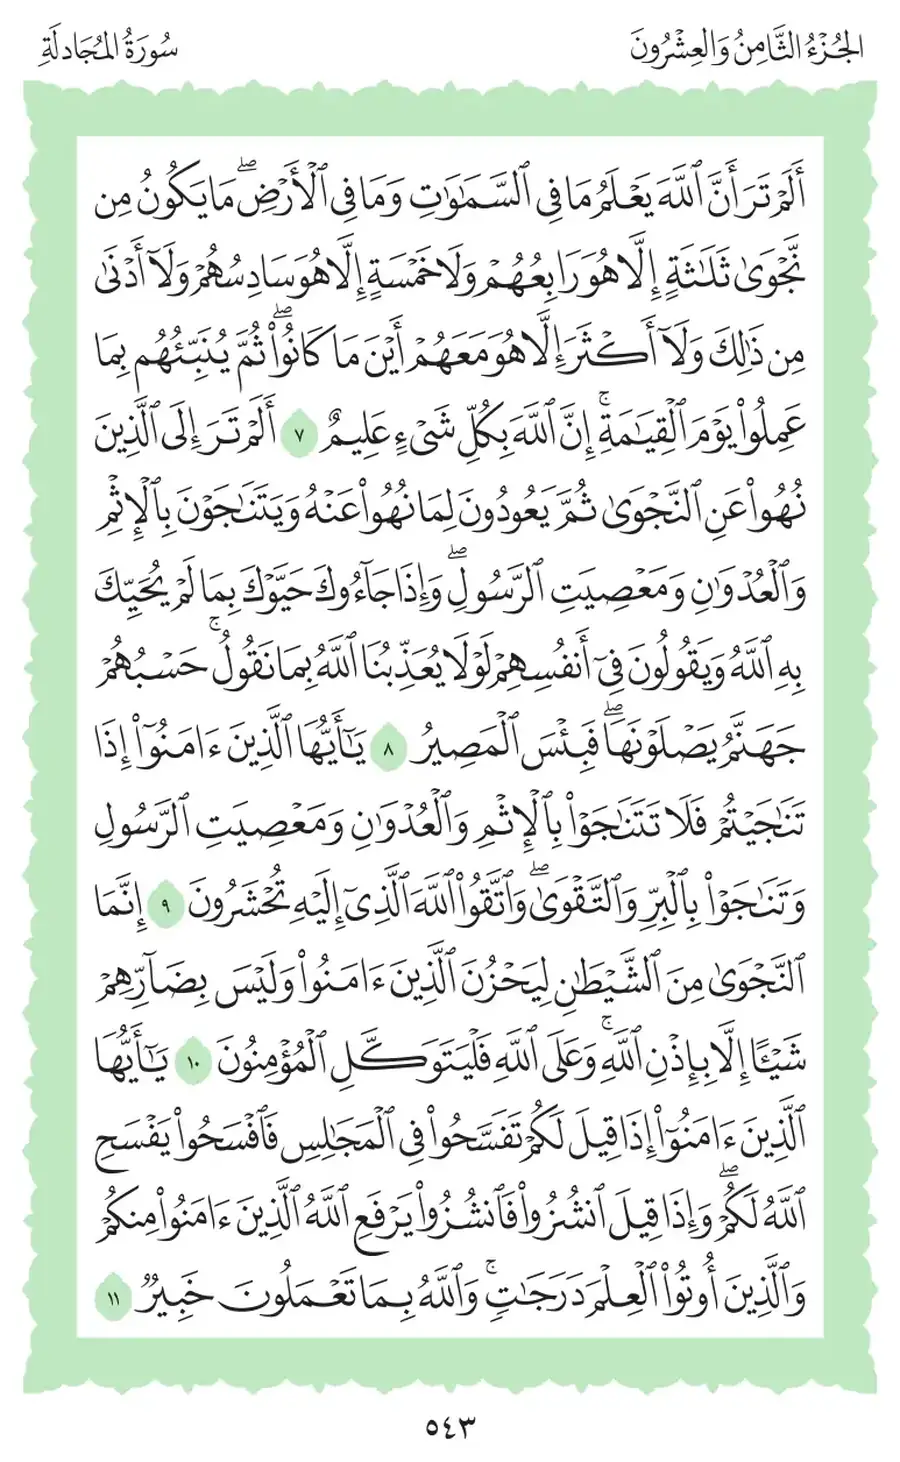 الجُزْءُ الثَّامِنُ وَالعِشْرُونَ
سُورَةُ المُجَادلَةِ
أَلَمْ تَرَ أَنَّ ٱللَّهَ يَعْلَمُ مَا فِي ٱلسَّمَٰوَٰتِ وَمَا فِي ٱلْأَرْضِۖ مَا يَكُونُ مِن
نَّجْوَىٰ ثَلَٰثَةٍ إِلَّا هُوَ رَابِعُهُمْ وَلَا خَمْسَةٍ إِلَّا هُوَ سَادِسُهُمْ وَلَآ أَدْنَىٰ
مِن ذَٰلِكَ وَلَآ أَكْثَرَ إِلَّا هُوَ مَعَهُمْ أَيْنَ مَا كَانُوا۟ۖ ثُمَّ يُنَبِّئُهُم بِمَا
عَمِلُوا۟ يَوْمَ ٱلْقِيَٰمَةِۚ إِنَّ ٱللَّهَ بِكُلِّ شَىْءٍ عَلِيمٌ ٧ أَلَمْ تَرَ إِلَى ٱلَّذِينَ
نُهُوا۟ عَنِ ٱلنَّجْوَىٰ ثُمَّ يَعُودُونَ لِمَا نُهُوا۟ عَنْهُ وَيَتَنَٰجَوْنَ بِٱلْإِثْمِ
وَٱلْعُدْوَٰنِ وَمَعْصِيَتِ ٱلرَّسُولِۖ وَإِذَا جَآءُوكَ حَيَّوْكَ بِمَا لَمْ يُحَيِّكَ
بِهِ ٱللَّهُ وَيَقُولُونَ فِىٓ أَنفُسِهِمْ لَوْلَا يُعَذِّبُنَا ٱللَّهُ بِمَا نَقُولُۚ حَسْبُهُمْ
جَهَنَّمُ يَصْلَوْنَهَاۖ فَبِئْسَ ٱلْمَصِيرُ ٨ يَٰٓأَيُّهَا ٱلَّذِينَ ءَامَنُوٓا۟ إِذَا
تَنَٰجَيْتُمْ فَلَا تَتَنَٰجَوْا۟ بِٱلْإِثْمِ وَٱلْعُدْوَٰنِ وَمَعْصِيَتِ ٱلرَّسُولِ
وَتَنَٰجَوْا۟ بِٱلْبِرِّ وَٱلتَّقْوَىٰۖ وَٱتَّقُوا۟ ٱللَّهَ ٱلَّذِىٓ إِلَيْهِ تُحْشَرُونَ ٩ إِنَّمَا
ٱلنَّجْوَىٰ مِنَ ٱلشَّيْطَٰنِ لِيَحْزُنَ ٱلَّذِينَ ءَامَنُوا۟ وَلَيْسَ بِضَآرِّهِمْ
شَيْـًٔا إِلَّا بِإِذْنِ ٱللَّهِۚ وَعَلَى ٱللَّهِ فَلْيَتَوَكَّلِ ٱلْمُؤْمِنُونَ ١٠ يَٰٓأَيُّهَا
ٱلَّذِينَ ءَامَنُوٓا۟ إِذَا قِيلَ لَكُمْ تَفَسَّحُوا۟ فِى ٱلْمَجَٰلِسِ فَٱفْسَحُوا۟ يَفْسَحِ
ٱللَّهُ لَكُمْۖ وَإِذَا قِيلَ ٱنشُزُوا۟ فَٱنشُزُوا۟ يَرْفَعِ ٱللَّهُ ٱلَّذِينَ ءَامَنُوا۟ مِنكُمْ
وَٱلَّذِينَ أُوتُوا۟ ٱلْعِلْمَ دَرَجَٰتٍۚ وَٱللَّهُ بِمَا تَعْمَلُونَ خَبِيرٌ ١١
٥٤٣